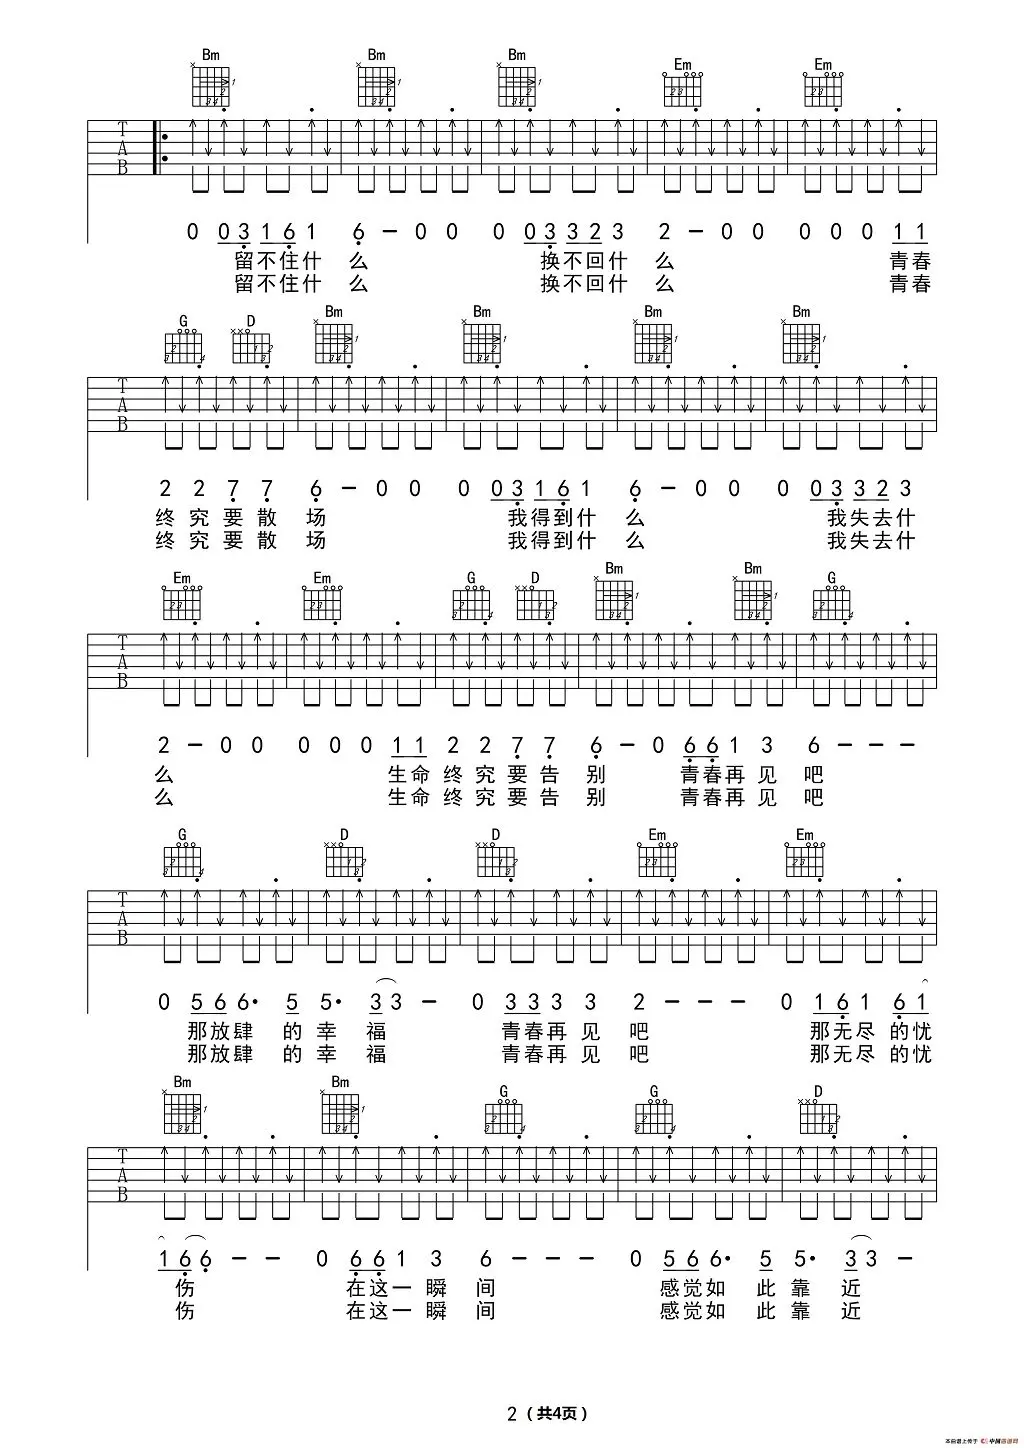 Bm Bm Bm Em Em
T
A
B
0 0 3 1 6 1 6 – 0 0 0 0 3 3 2 3 2 – 0 0 0 0 0 1 1
留不住什么 换不回什么 青春
留不住什么 换不回什么 青春
G D Bm Bm Bm Bm
T
A
B
2 2 7 7 6 – 0 0 0 0 3 1 6 1 6 – 0 0 0 0 3 3 2 3
终究要散场 我得到什么 我失去什
终究要散场 我得到什么 我失去什
Em Em G D Bm Bm G
T
A
B
2 – 0 0 0 0 0 1 1 2 2 7 7 6 – 0 6 6 1 3 6 – – –
么 生命终究要告别 青春再见吧
么 生命终究要告别 青春再见吧
G D D Em Em
T
A
B
0 5 6 6· 5 5· 3 3 – 0 3 3 3 3 2 – – – 0 1 6 1 6 1
那放肆的幸福 青春再见吧 那无尽的忧
那放肆的幸福 青春再见吧 那无尽的忧
Bm Bm G G D
T
A
B
1 6 6 – – 0 6 6 1 3 6 – – – 0 5 6 6· 5 5· 3 3 –
伤 在这一瞬间 感觉如此靠近
伤 在这一瞬间 感觉如此靠近
2（共4页）
本曲谱上传于 中国曲谱网